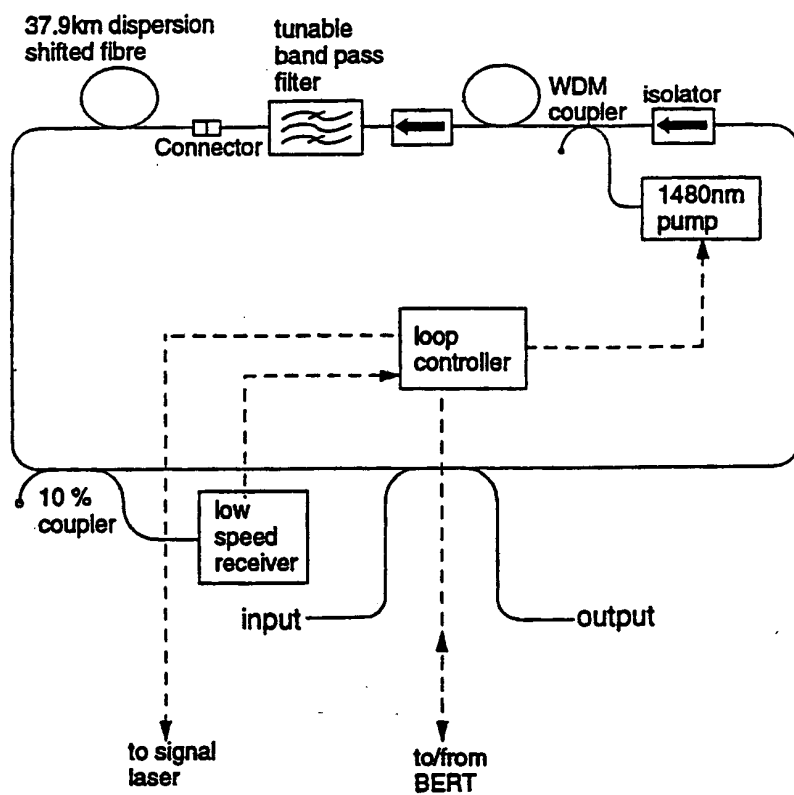 37.9km dispersion
shifted fibre
tunable
band pass
filter
WDM
coupler
isolator
Connector
1480nm
pump
loop
controller
10 %
coupler
low
speed
receiver
input
output
to signal
laser
to/from
BERT